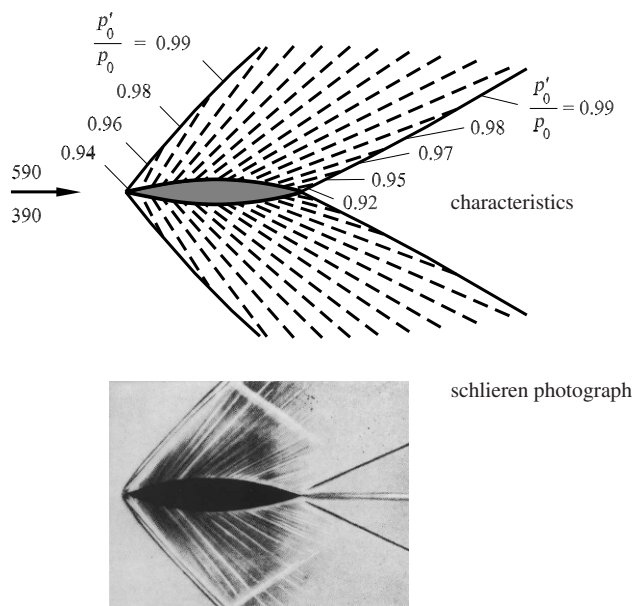 p′₀/p₀ = 0.99
0.98
0.96
0.94
590
390
p′₀/p₀ = 0.99
0.98
0.97
0.95
0.92
characteristics
schlieren photograph